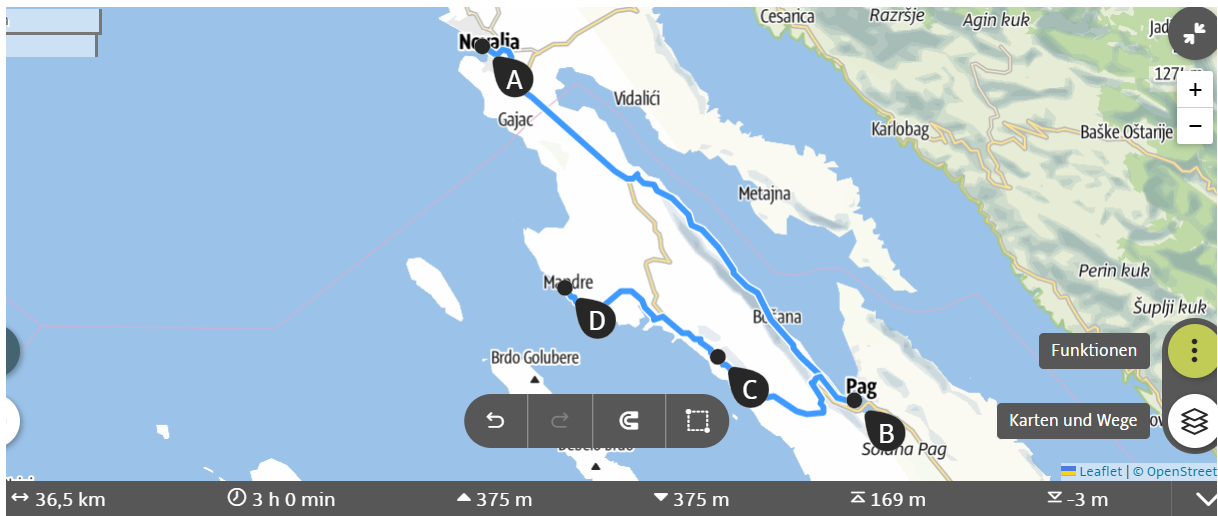 Cesarica
Razršje
Agin kuk
Novalja
A
Vidalići
Gajac
Karlobag
Baške Oštarije
+
−
Metajna
Perin kuk
Šuplji kuk
Mandre
D
Bošana
Brdo Golubere
Funktionen
C
Pag
Karten und Wege
B
Solana Pag
Leaflet | © OpenStreet
36,5 km
3 h 0 min
375 m
375 m
169 m
-3 m